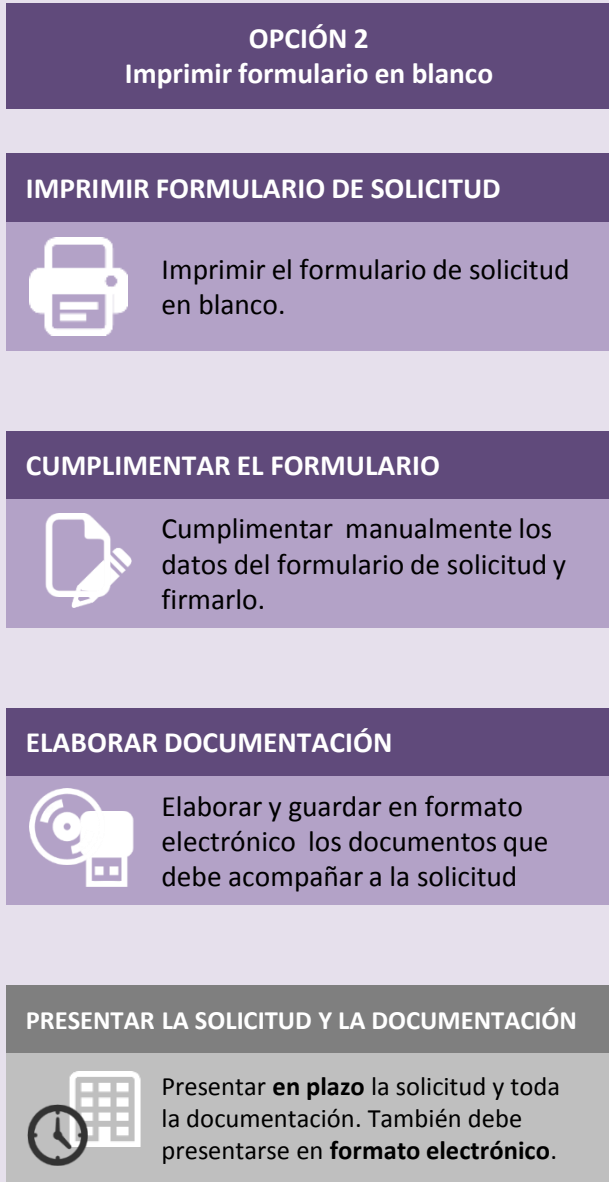 OPCIÓN 2
Imprimir formulario en blanco
IMPRIMIR FORMULARIO DE SOLICITUD
Imprimir el formulario de solicitud
en blanco.
CUMPLIMENTAR EL FORMULARIO
Cumplimentar manualmente los
datos del formulario de solicitud y
firmarlo.
ELABORAR DOCUMENTACIÓN
Elaborar y guardar en formato
electrónico los documentos que
debe acompañar a la solicitud
PRESENTAR LA SOLICITUD Y LA DOCUMENTACIÓN
Presentar en plazo la solicitud y toda
la documentación. También debe
presentarse en formato electrónico.